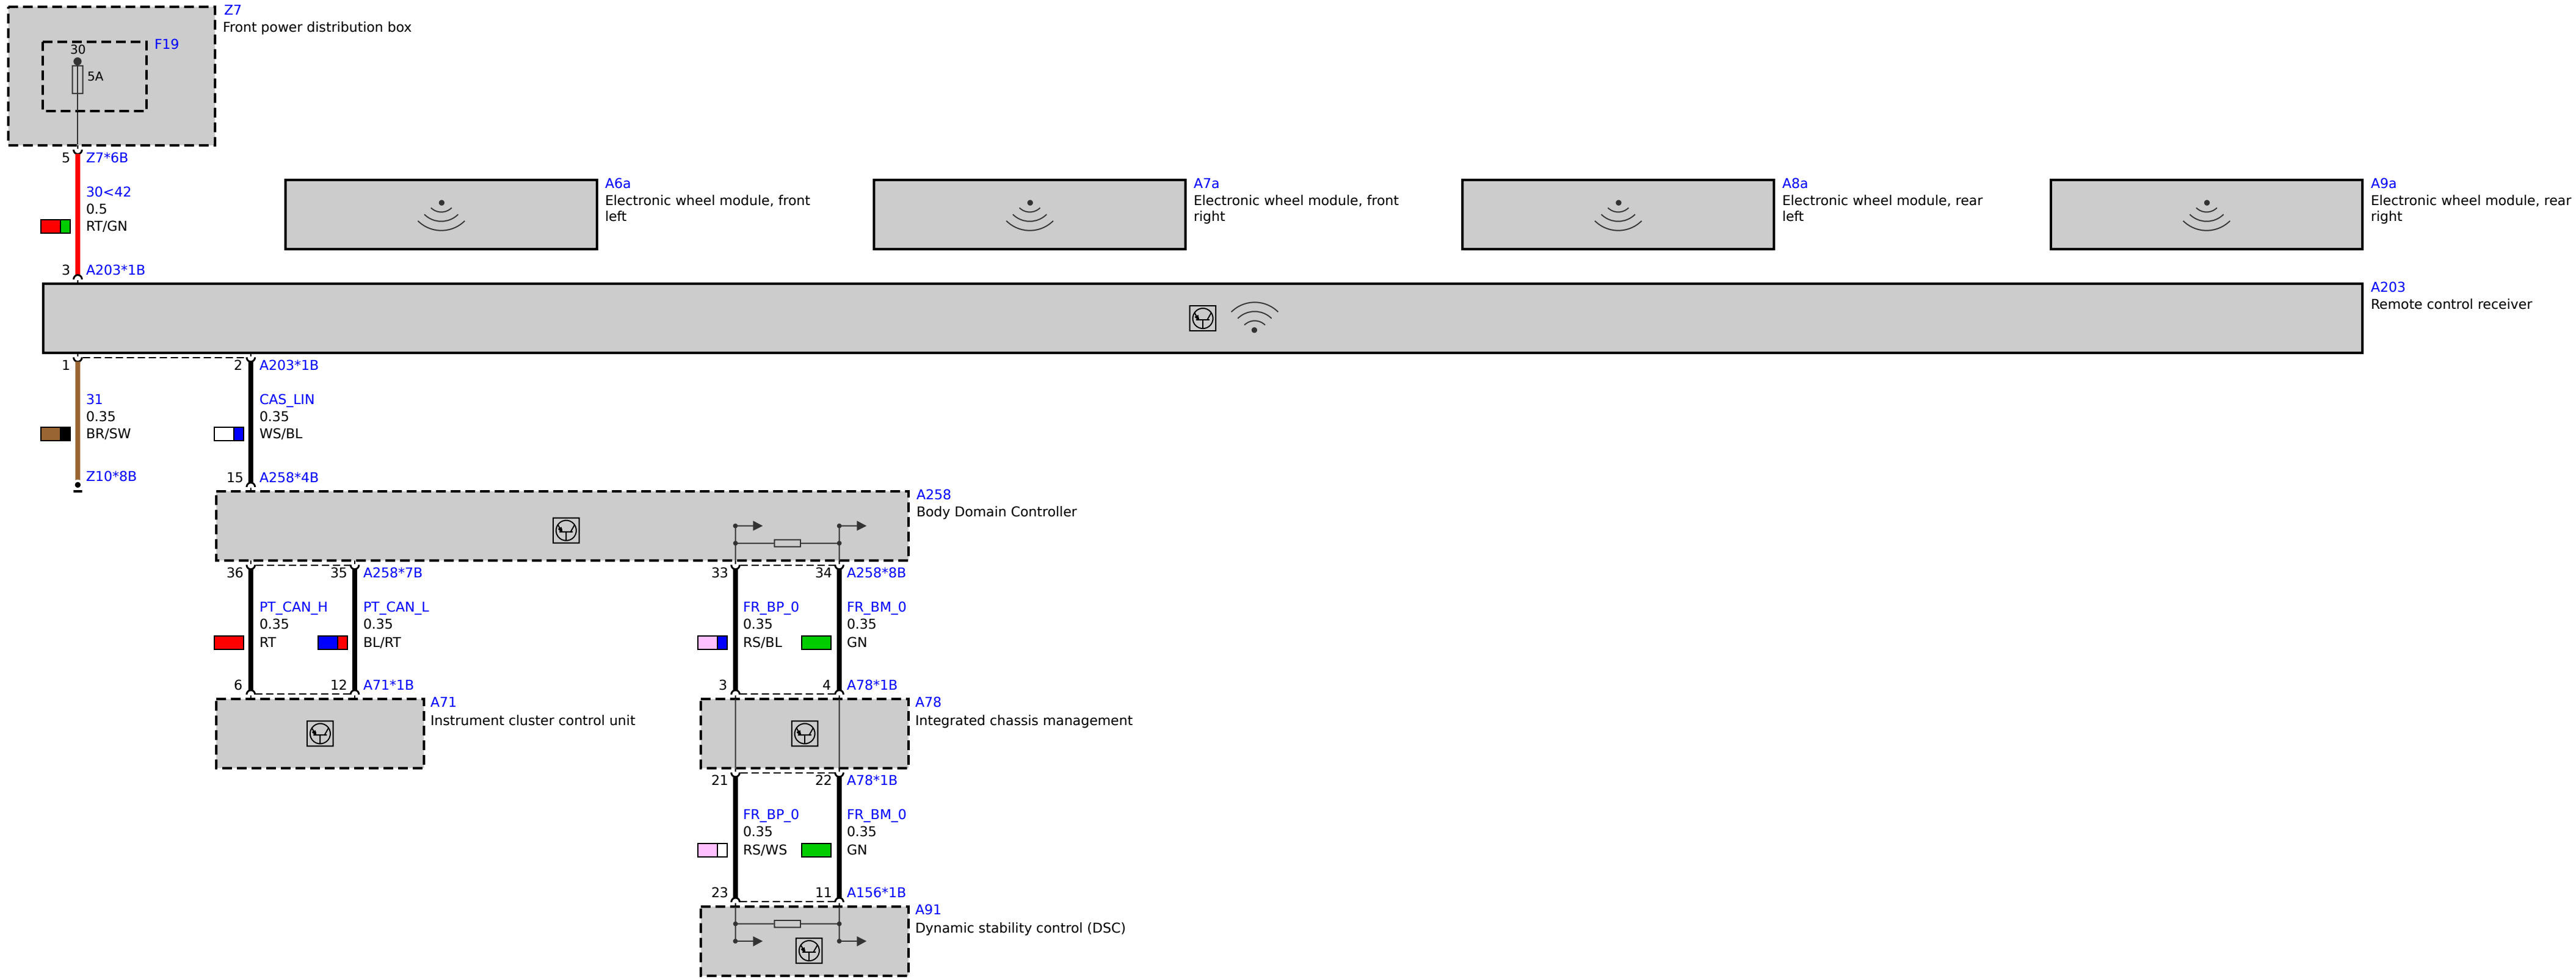 Z7
Front power distribution box
F19
30
5A
5 Z7*6B
30<42
0.5
RT/GN
3 A203*1B
A6a
Electronic wheel module, front
left
A7a
Electronic wheel module, front
right
A8a
Electronic wheel module, rear
left
A9a
Electronic wheel module, rear
right
A203
Remote control receiver
1 2 A203*1B
31 CAS_LIN
0.35 0.35
BR/SW WS/BL
Z10*8B 15 A258*4B
A258
Body Domain Controller
36 35 A258*7B 33 34 A258*8B
PT_CAN_H PT_CAN_L FR_BP_0 FR_BM_0
0.35 0.35 0.35 0.35
RT BL/RT RS/BL GN
6 12 A71*1B 3 4 A78*1B
A71
Instrument cluster control unit
A78
Integrated chassis management
21 22 A78*1B
FR_BP_0 FR_BM_0
0.35 0.35
RS/WS GN
23 11 A156*1B
A91
Dynamic stability control (DSC)